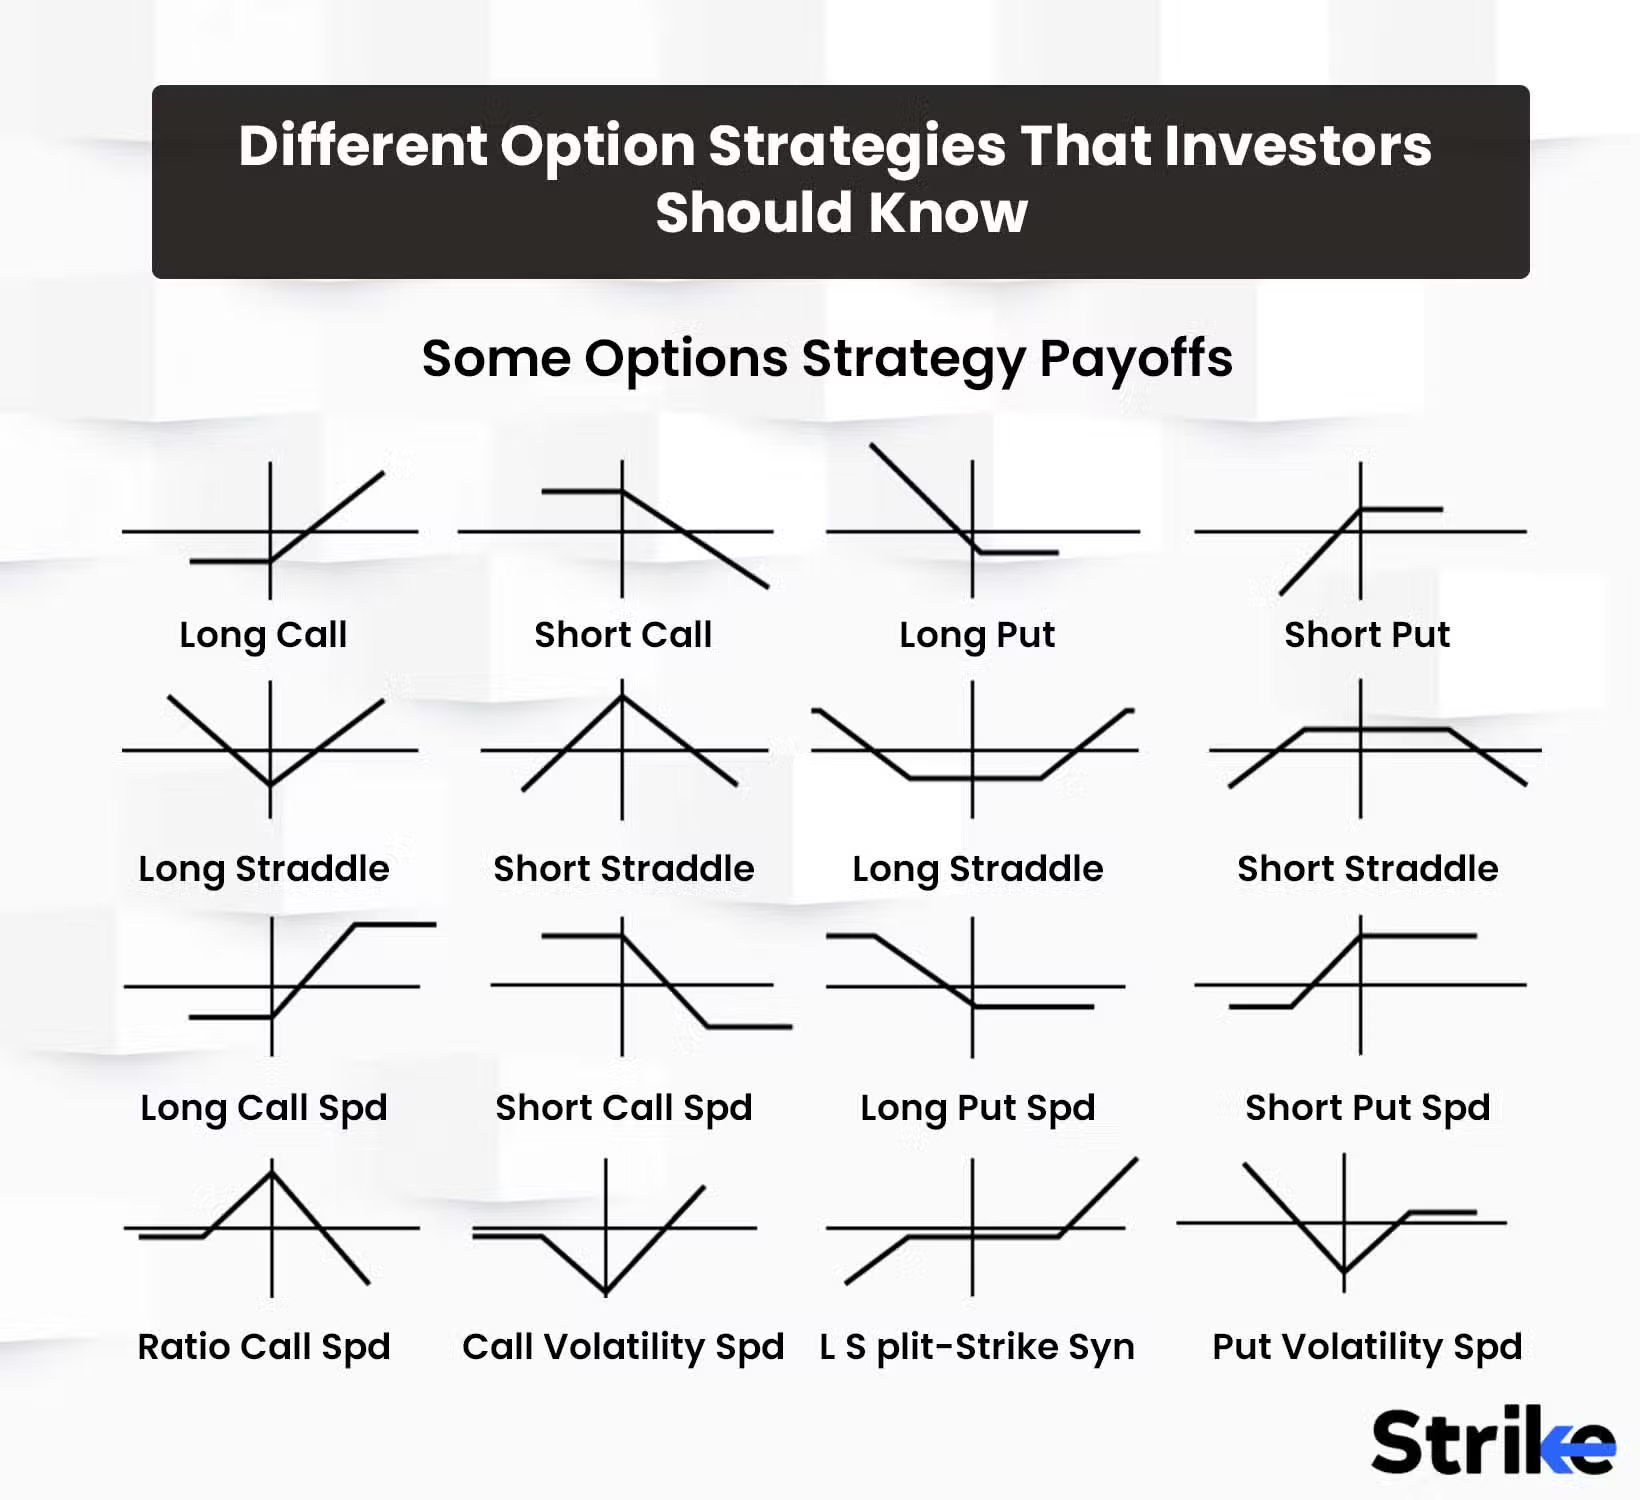 Different Option Strategies That Investors
Should Know
Some Options Strategy Payoffs
Long Call
Short Call
Long Put
Short Put
Long Straddle
Short Straddle
Long Straddle
Short Straddle
Long Call Spd
Short Call Spd
Long Put Spd
Short Put Spd
Ratio Call Spd
Call Volatility Spd
L S plit-Strike Syn
Put Volatility Spd
Strike